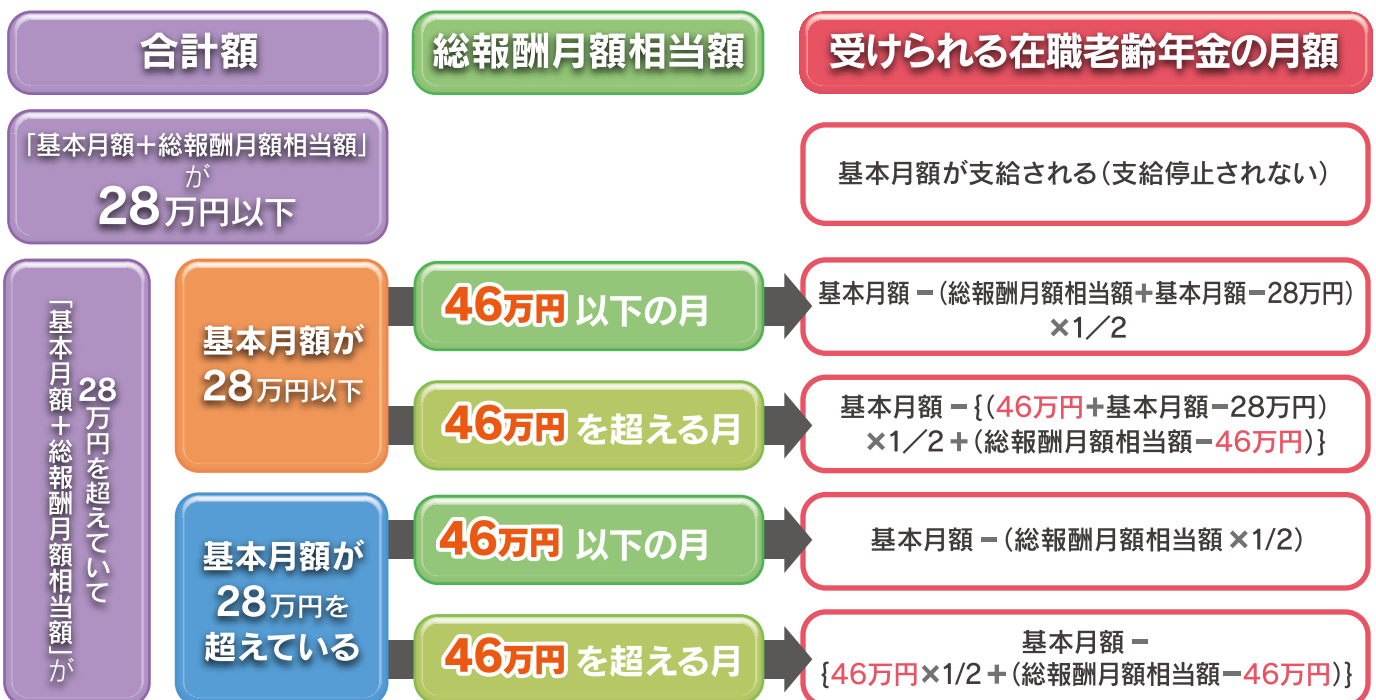 合計額
総報酬月額相当額
受けられる在職老齢年金の月額
「基本月額＋総報酬月額相当額」
が
28万円以下
基本月額が支給される（支給停止されない）
「基本月額＋総報酬月額相当額」が
28万円を超えていて
基本月額が
28万円以下
46万円 以下の月
基本月額－（総報酬月額相当額＋基本月額－28万円）
×1／2
46万円 を超える月
基本月額－{（46万円＋基本月額－28万円）
×1／2＋（総報酬月額相当額－46万円）}
基本月額が
28万円を
超えている
46万円 以下の月
基本月額－（総報酬月額相当額×1/2）
46万円 を超える月
基本月額－
{46万円×1/2＋（総報酬月額相当額－46万円）}